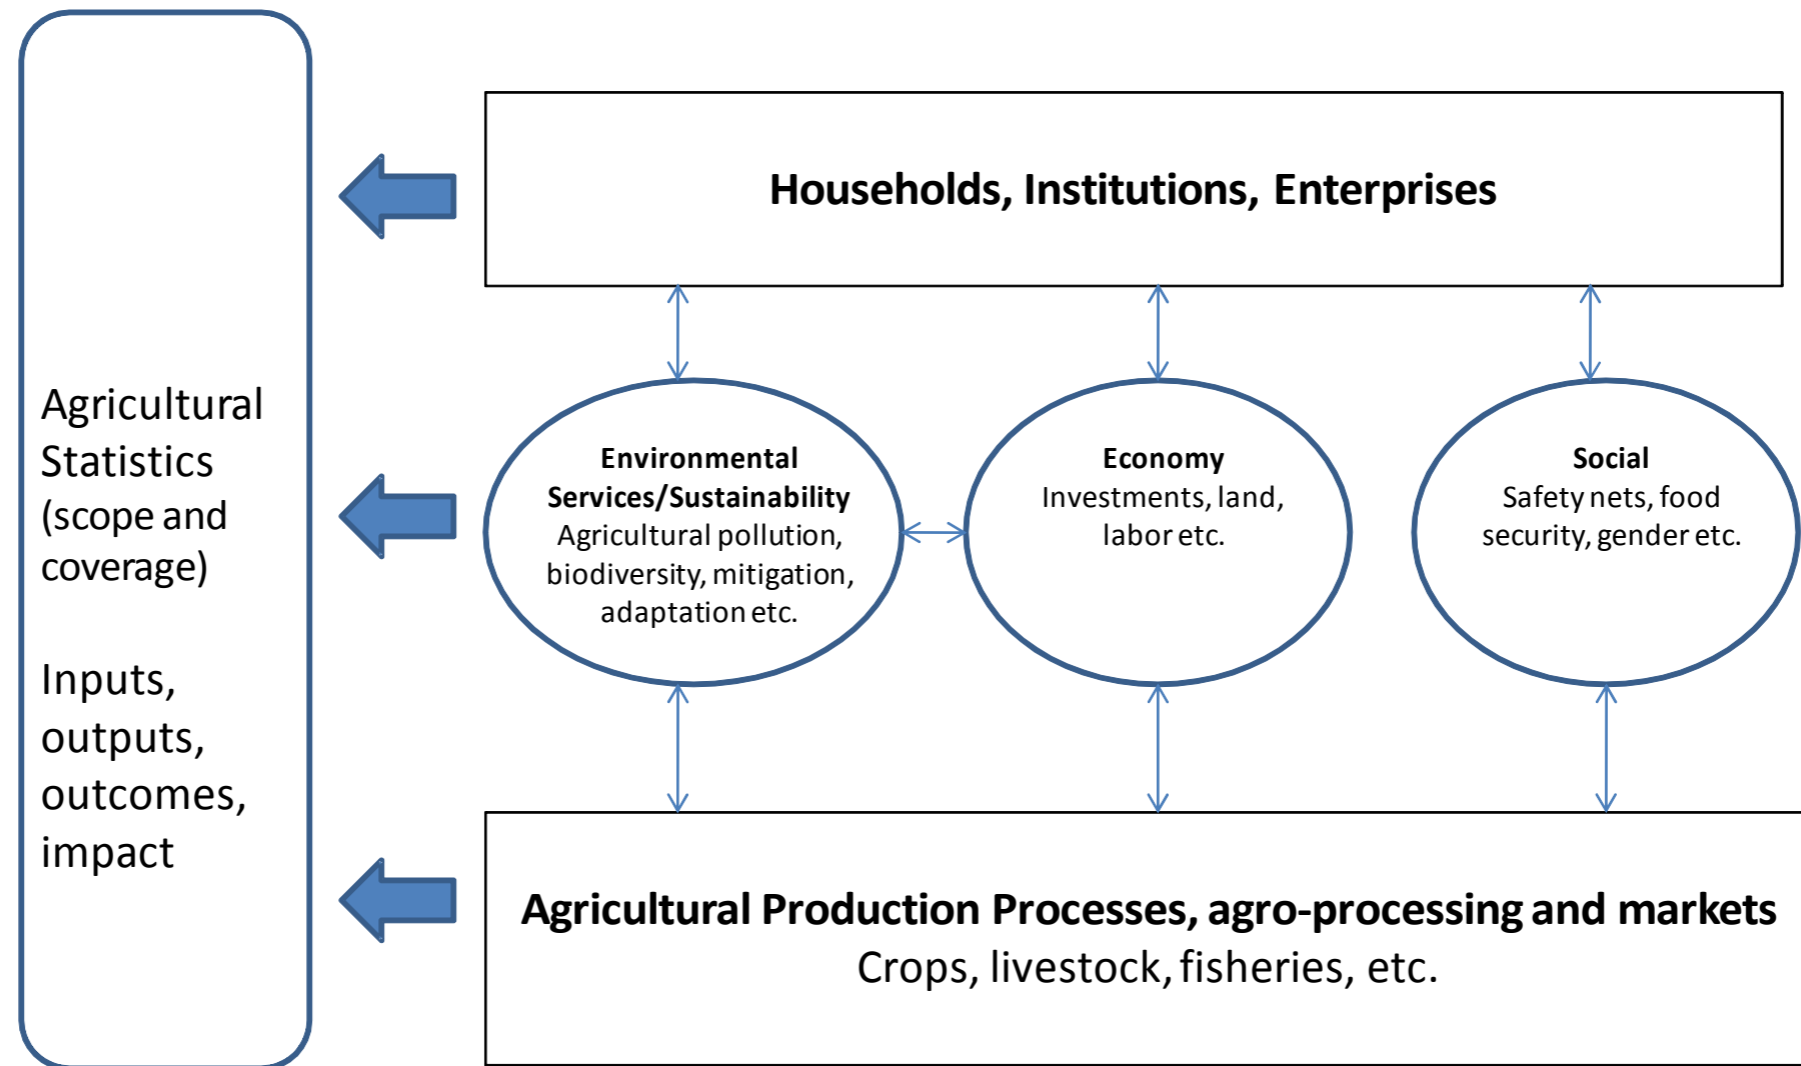 Agricultural
Statistics
(scope and
coverage)
Inputs,
outputs,
outcomes,
impact
Households, Institutions, Enterprises
Environmental
Services/Sustainability
Agricultural pollution,
biodiversity, mitigation,
adaptation etc.
Economy
Investments, land,
labor etc.
Social
Safety nets, food
security, gender etc.
Agricultural Production Processes, agro-processing and markets
Crops, livestock, fisheries, etc.